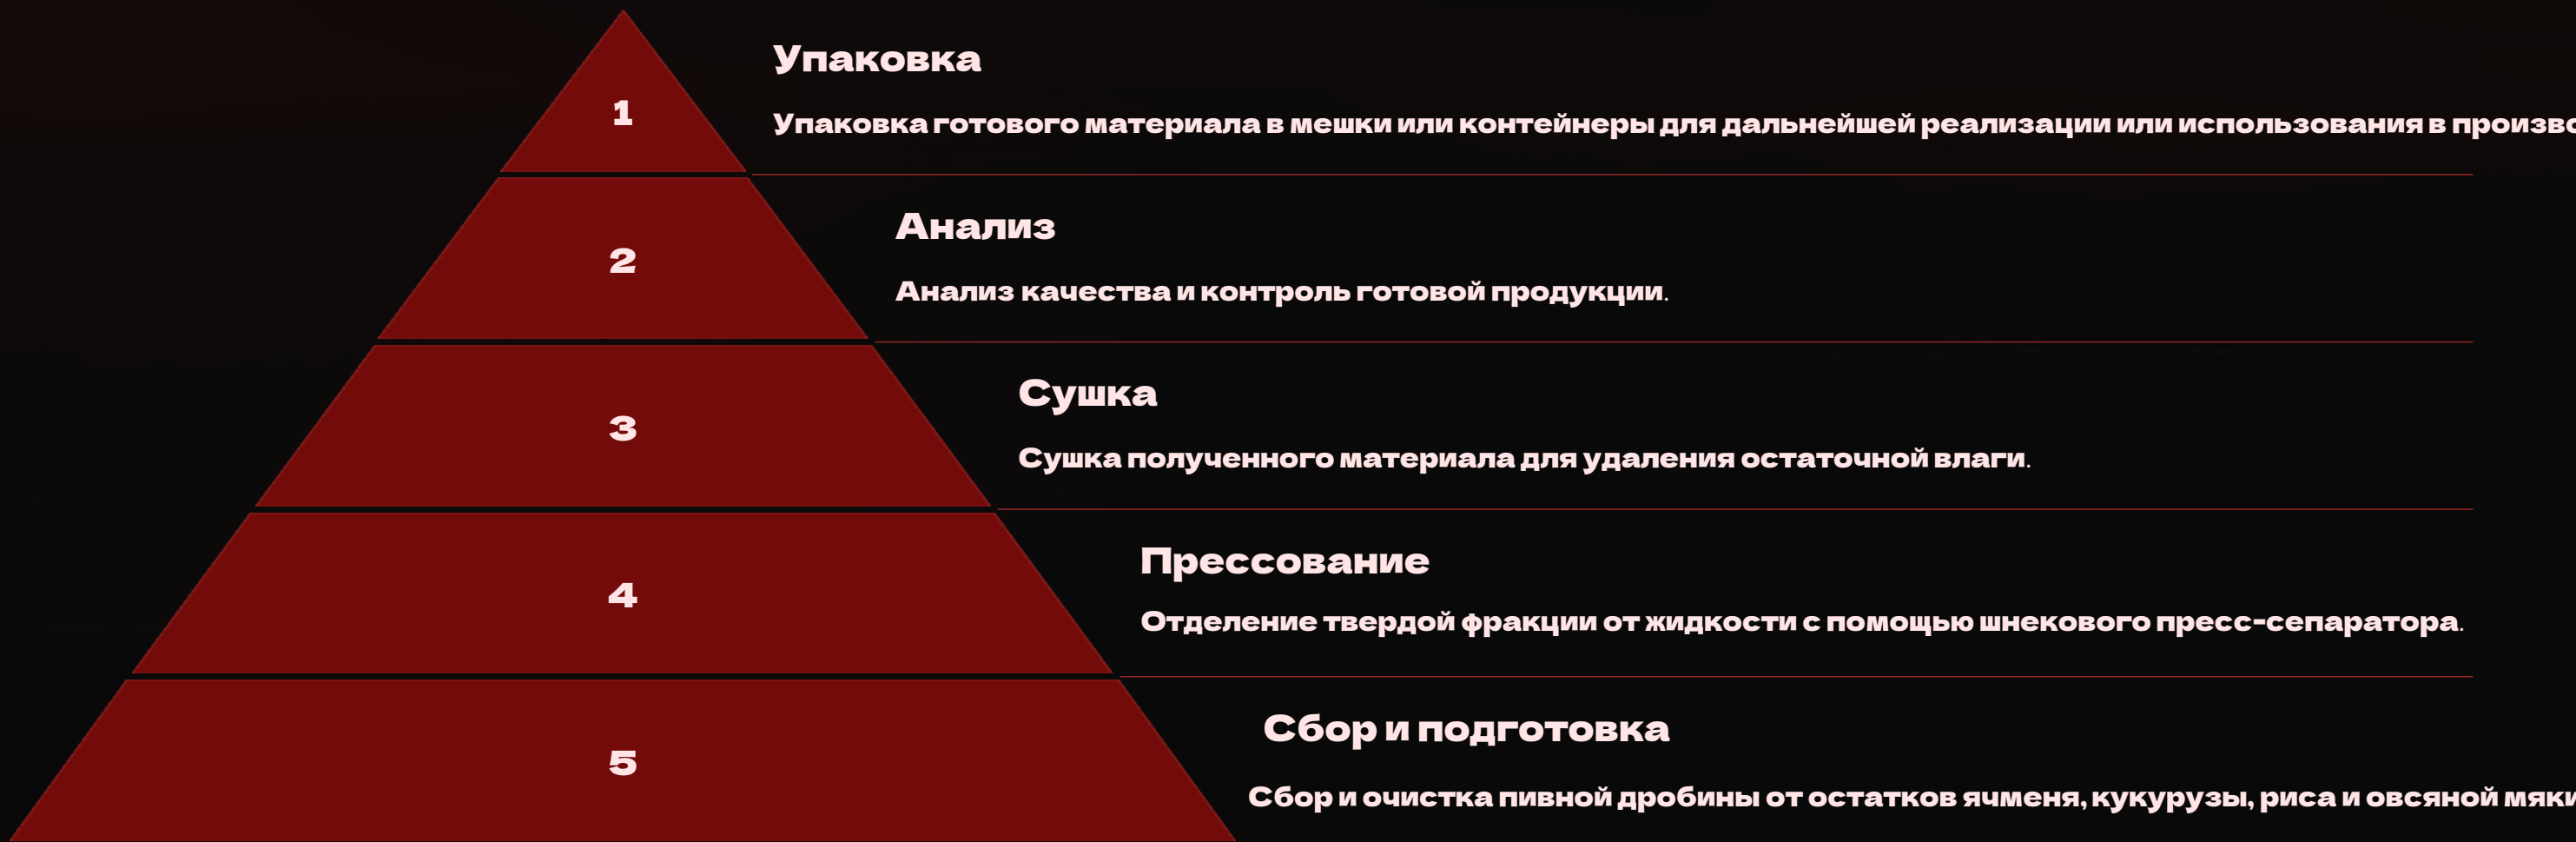 Упаковка
1
Упаковка готового материала в мешки или контейнеры для дальнейшей реализации или использования в
Анализ
2
Анализ качества и контроль готовой продукции.
Сушка
3
Сушка полученного материала для удаления остаточной влаги.
Прессование
4
Отделение твердой фракции от жидкости с помощью шнекового пресс-сепаратора.
Сбор и подготовка
5
Сбор и очистка пивной дробины от остатков ячменя, кукурузы, риса и овсяной